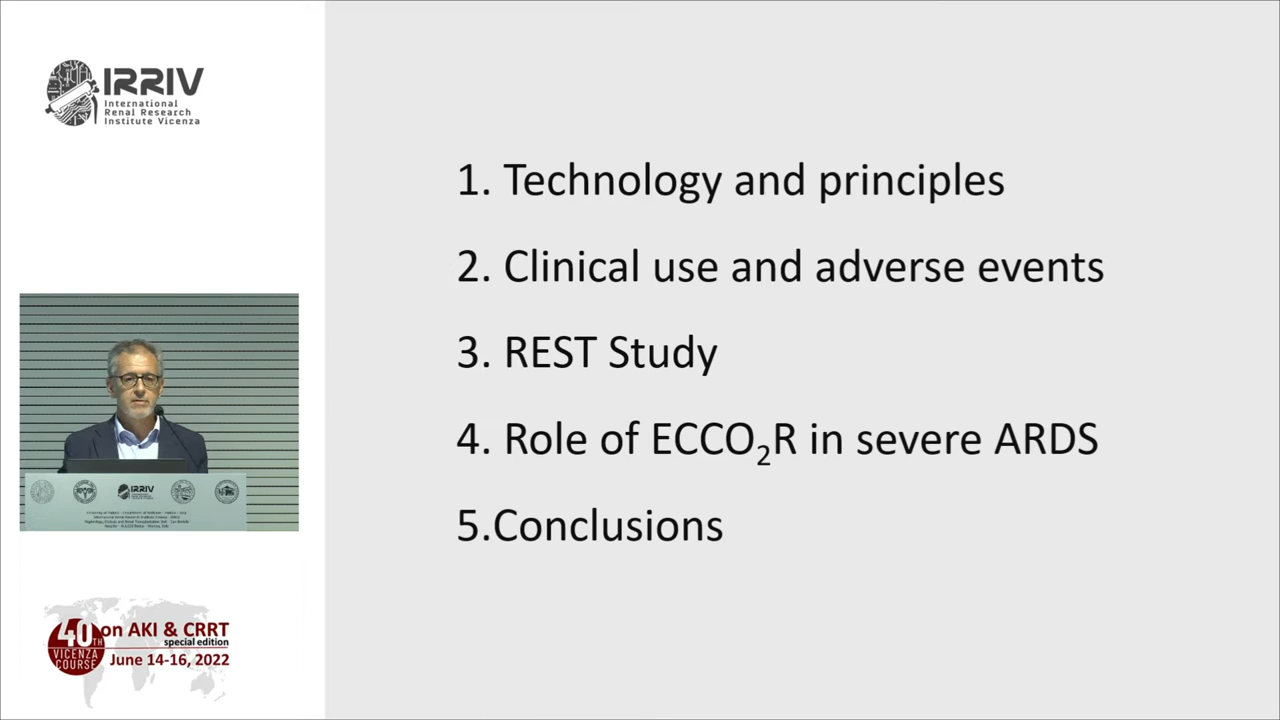 IRRIV
International
Renal Research
Institute Vicenza
1. Technology and principles
2. Clinical use and adverse events
3. REST Study
4. Role of ECCO₂R in severe ARDS
5.Conclusions
IRRIV
40TH on AKI & CRRT
special edition
VICENZA
COURSE
June 14-16, 2022